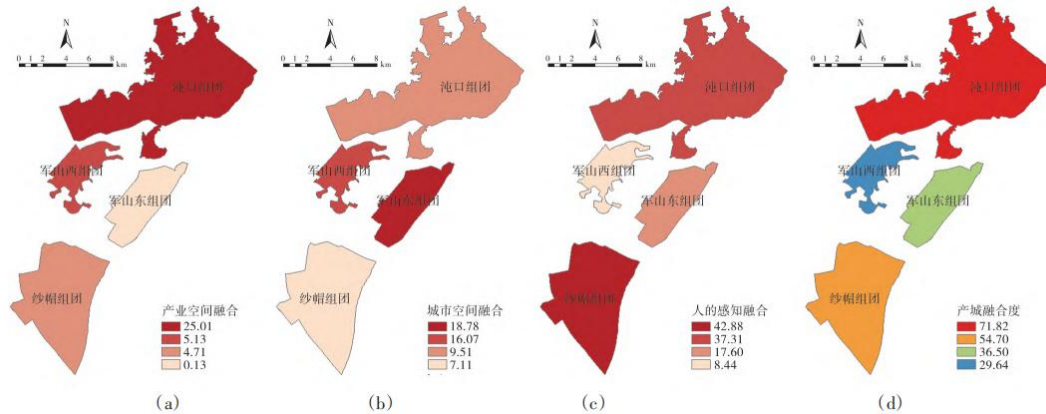 N
0 2 4 6 8
km
沌口组团
军山西组团
军山东组团
纱帽组团
产业空间融合
25.01
5.13
4.71
0.13
(a)
N
0 2 4 6 8
km
沌口组团
军山西组团
军山东组团
纱帽组团
城市空间融合
18.78
16.07
9.51
7.11
(b)
N
0 2 4 6 8
km
沌口组团
军山西组团
军山东组团
纱帽组团
人的感知融合
42.88
37.31
17.60
8.44
(c)
N
0 2 4 6 8
km
沌口组团
军山西组团
军山东组团
纱帽组团
产城融合度
71.82
54.70
36.50
29.64
(d)